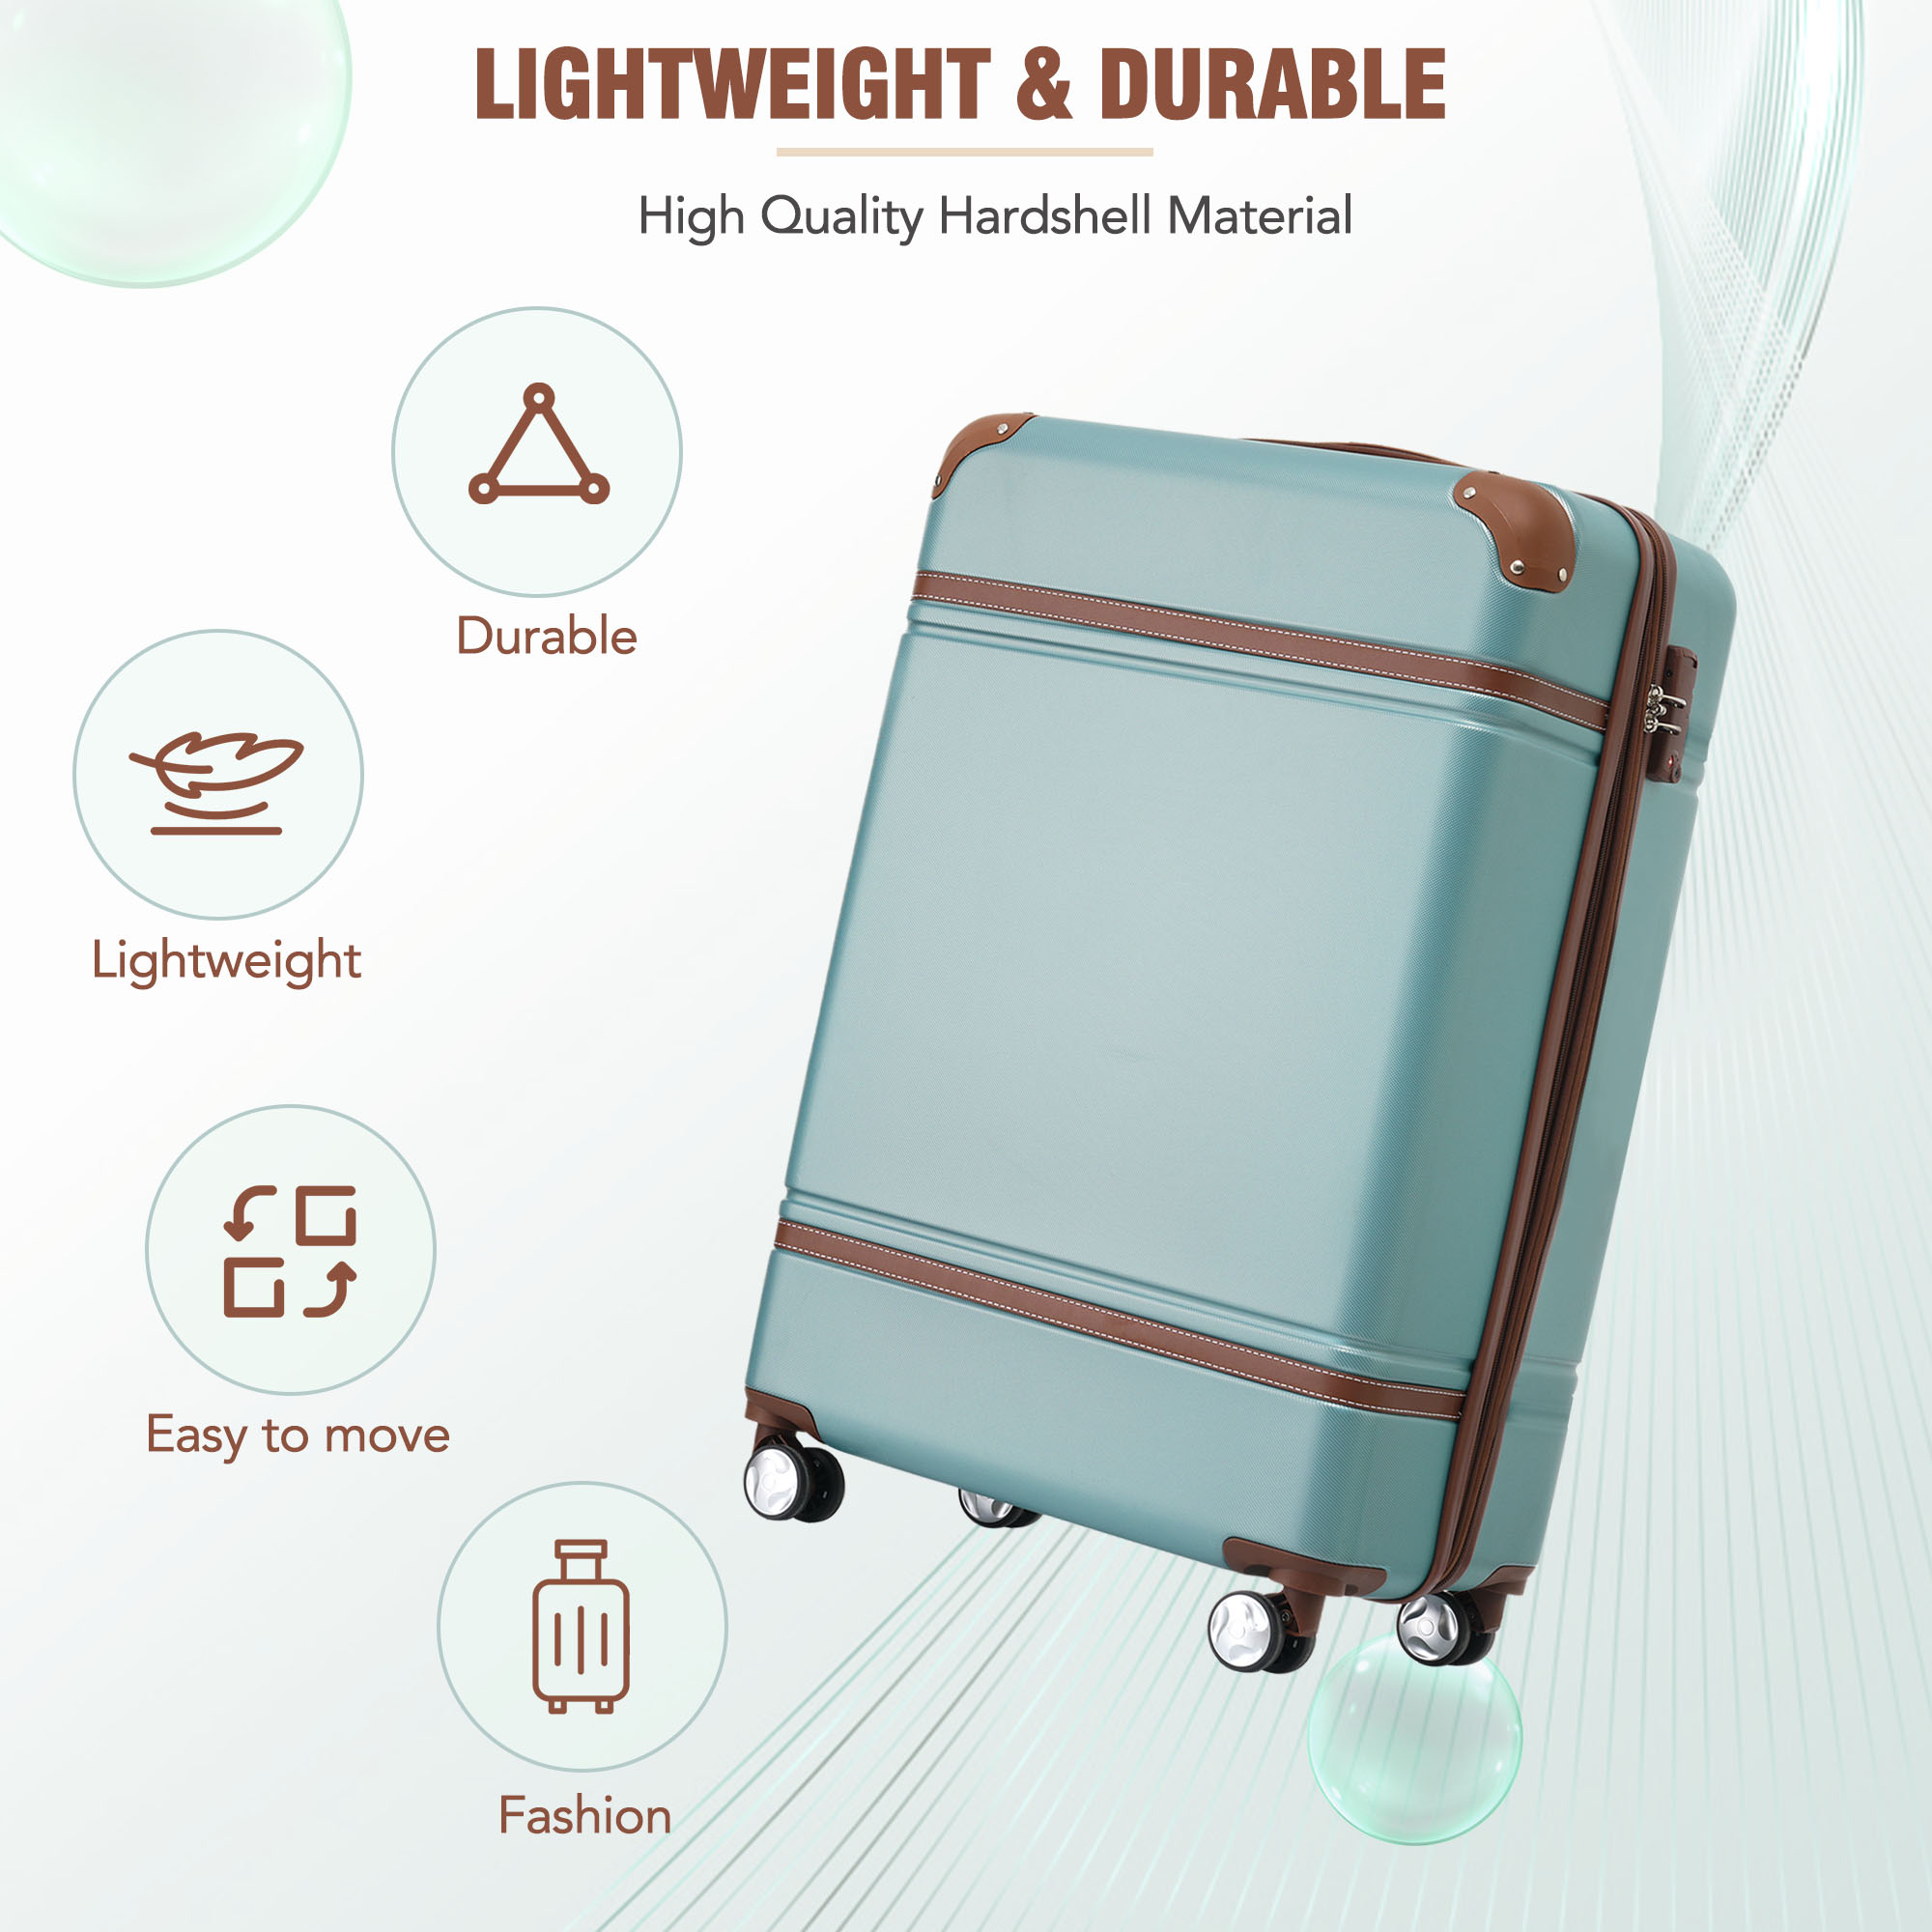 LIGHTWEIGHT & DURABLE
High Quality Hardshell Material
Durable
Lightweight
Easy to move
Fashion